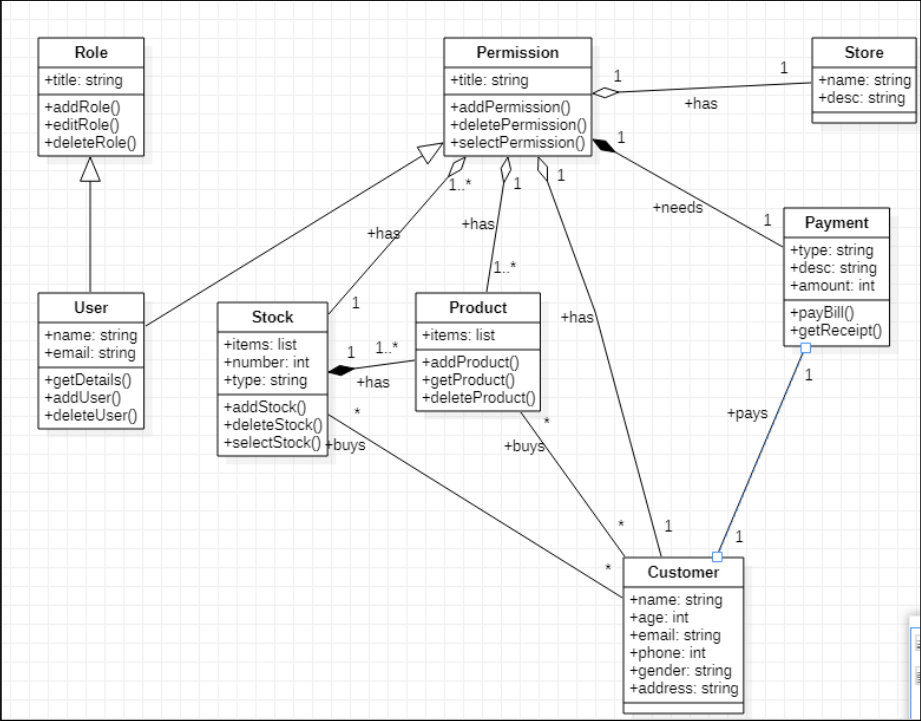 Role
+title: string
+addRole()
+editRole()
+deleteRole()
Permission
+title: string
+addPermission()
+deletePermission()
+selectPermission()
Store
+name: string
+desc: string
1
1
+has
1
+needs
1
1..*
1
1
+has
+has
1..*
1
+has
Payment
+type: string
+desc: string
+amount: int
+payBill()
+getReceipt()
User
+name: string
+email: string
+getDetails()
+addUser()
+deleteUser()
Stock
+items: list
+number: int
+type: string
+addStock()
+deleteStock()
+selectStock()
1
1..*
+has
Product
+items: list
+addProduct()
+getProduct()
+deleteProduct()
*
+buys
*
*
+buys
*
1
1
+pays
1
Customer
+name: string
+age: int
+email: string
+phone: int
+gender: string
+address: string